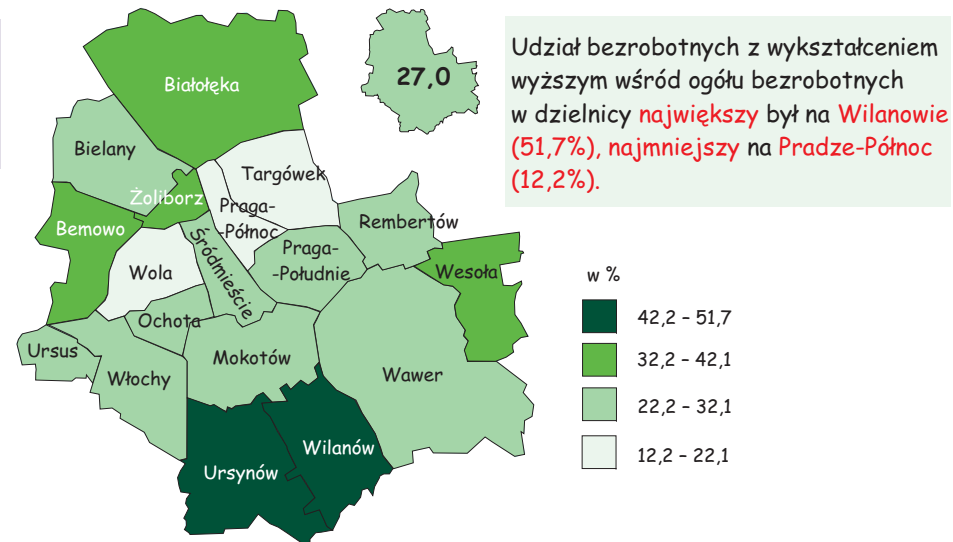 Białołęka
27,0
Udział bezrobotnych z wykształceniem
wyższym wśród ogółu bezrobotnych
w dzielnicy największy był na Wilanowie
(51,7%), najmniejszy na Pradze-Północ
(12,2%).
Bielany
Targówek
Żoliborz
Praga-
-Północ
Bemowo
Rembertów
Śródmieście
Praga-
-Południe
Wola
Wesoła
Ochota
Ursus
Mokotów
Włochy
Wawer
Wilanów
Ursynów
w %
42,2 – 51,7
32,2 – 42,1
22,2 – 32,1
12,2 – 22,1